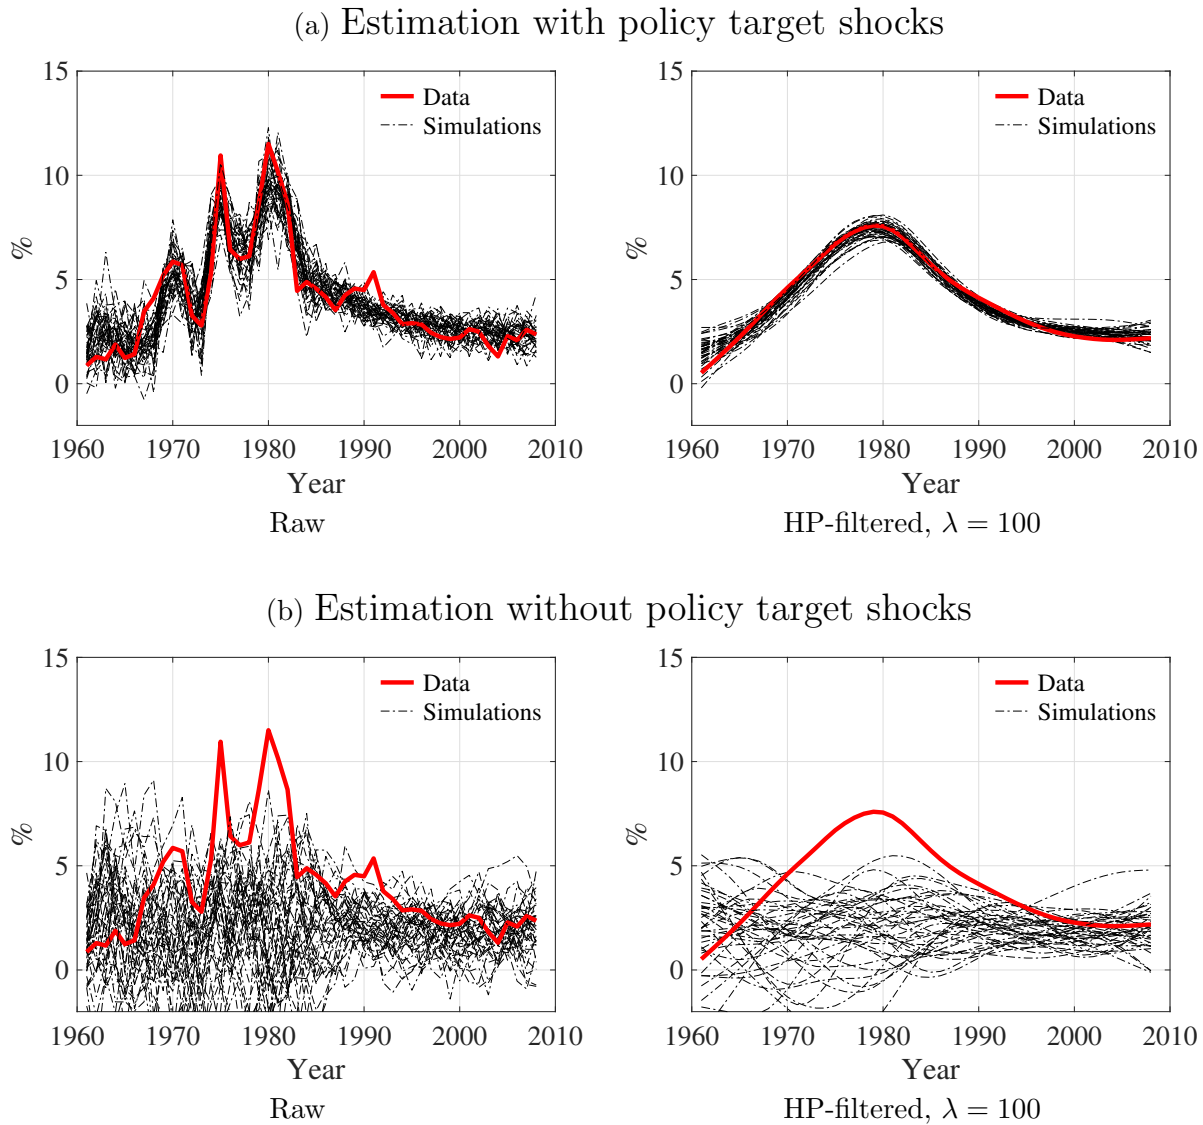 (a) Estimation with policy target shocks
15
10
5
0
%
Data
Simulations
1960 1970 1980 1990 2000 2010
Year
Raw
15
10
5
0
%
Data
Simulations
1960 1970 1980 1990 2000 2010
Year
HP-filtered, λ = 100
(b) Estimation without policy target shocks
15
10
5
0
%
Data
Simulations
1960 1970 1980 1990 2000 2010
Year
Raw
15
10
5
0
%
Data
Simulations
1960 1970 1980 1990 2000 2010
Year
HP-filtered, λ = 100